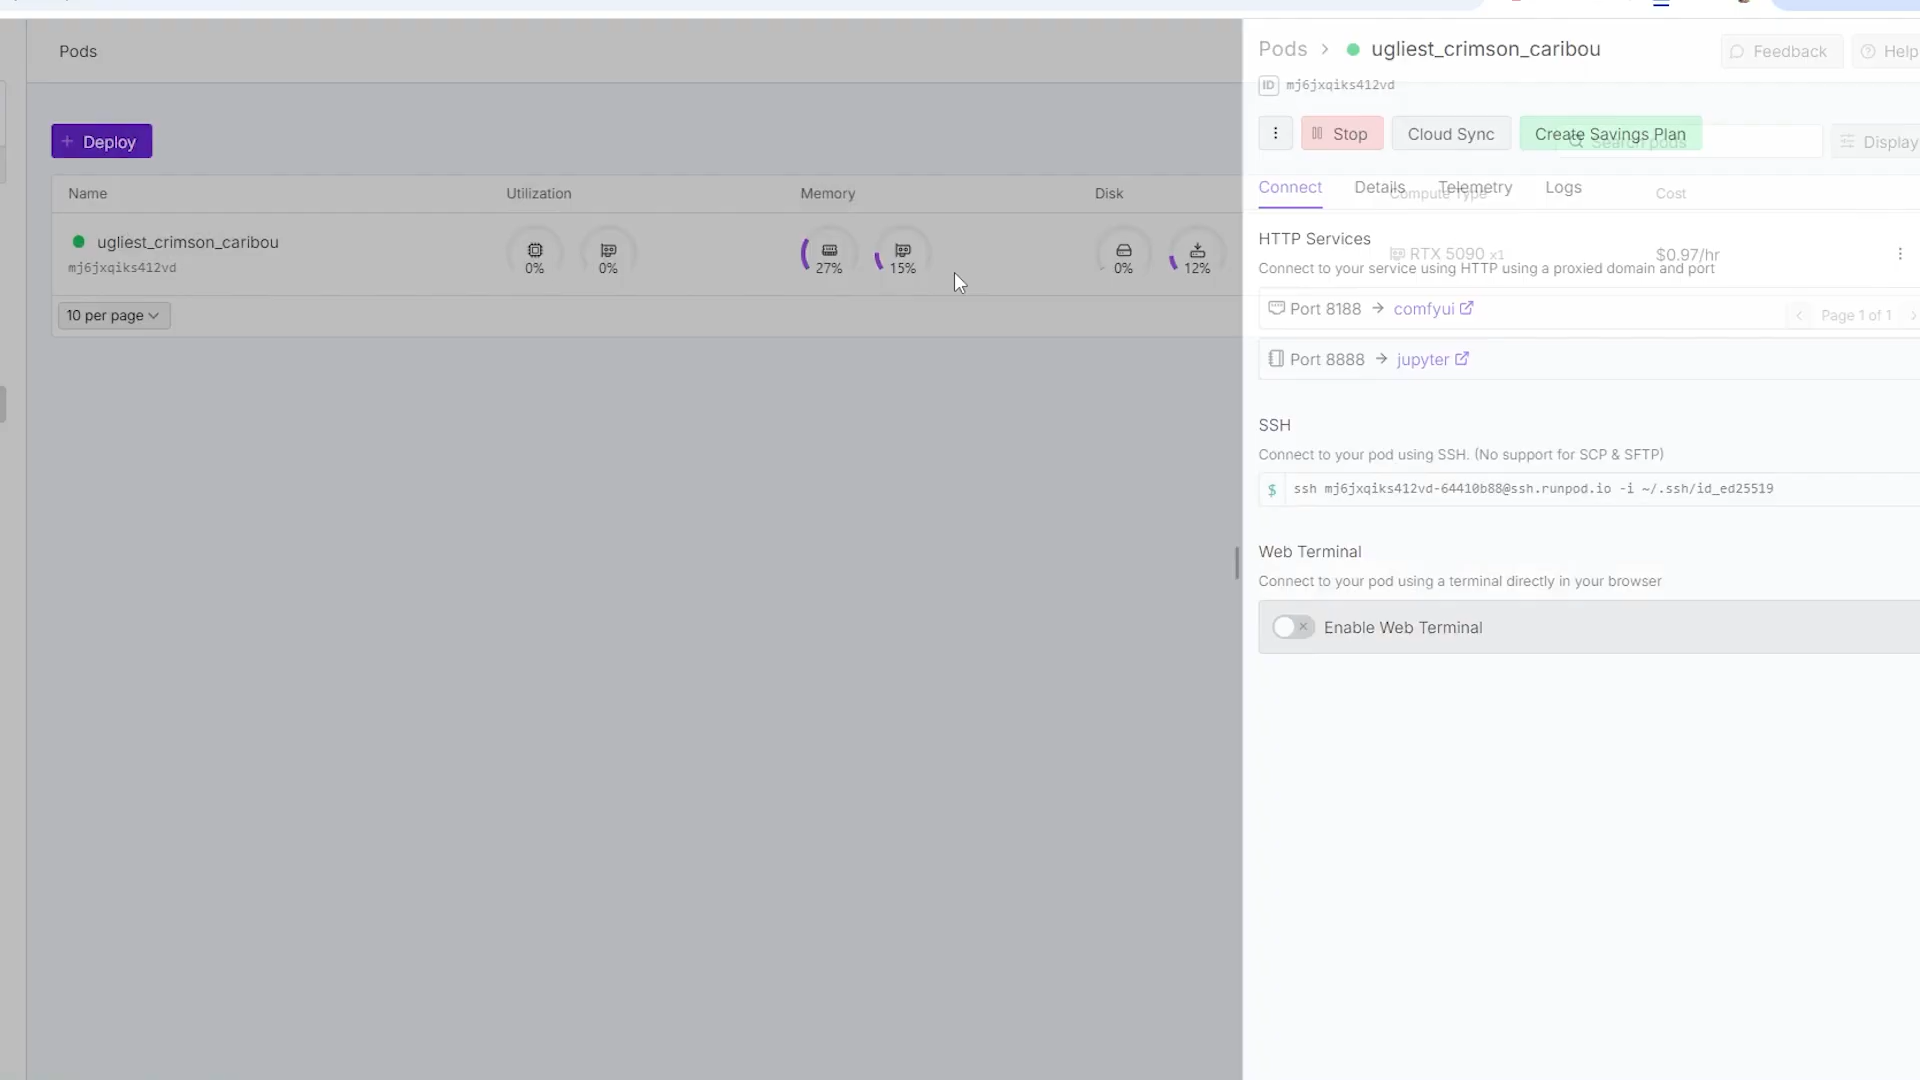 Pods
+ Deploy
Name Utilization Memory Disk Compute Type Cost
ugliest_crimson_caribou
mj6jxqiks412vd
0% 0% 27% 15% 0% 12%
RTX 5090 x1 $0.97/hr
10 per page
Page 1 of 1
Search pods
Display
Feedback
Help
Pods > ugliest_crimson_caribou
ID mj6jxqiks412vd
Stop Cloud Sync Create Savings Plan
Connect Details Telemetry Logs
HTTP Services
Connect to your service using HTTP using a proxied domain and port
Port 8188 → comfyui
Port 8888 → jupyter
SSH
Connect to your pod using SSH. (No support for SCP & SFTP)
$ ssh mj6jxqiks412vd-64410b88@ssh.runpod.io -i ~/.ssh/id_ed25519
Web Terminal
Connect to your pod using a terminal directly in your browser
Enable Web Terminal